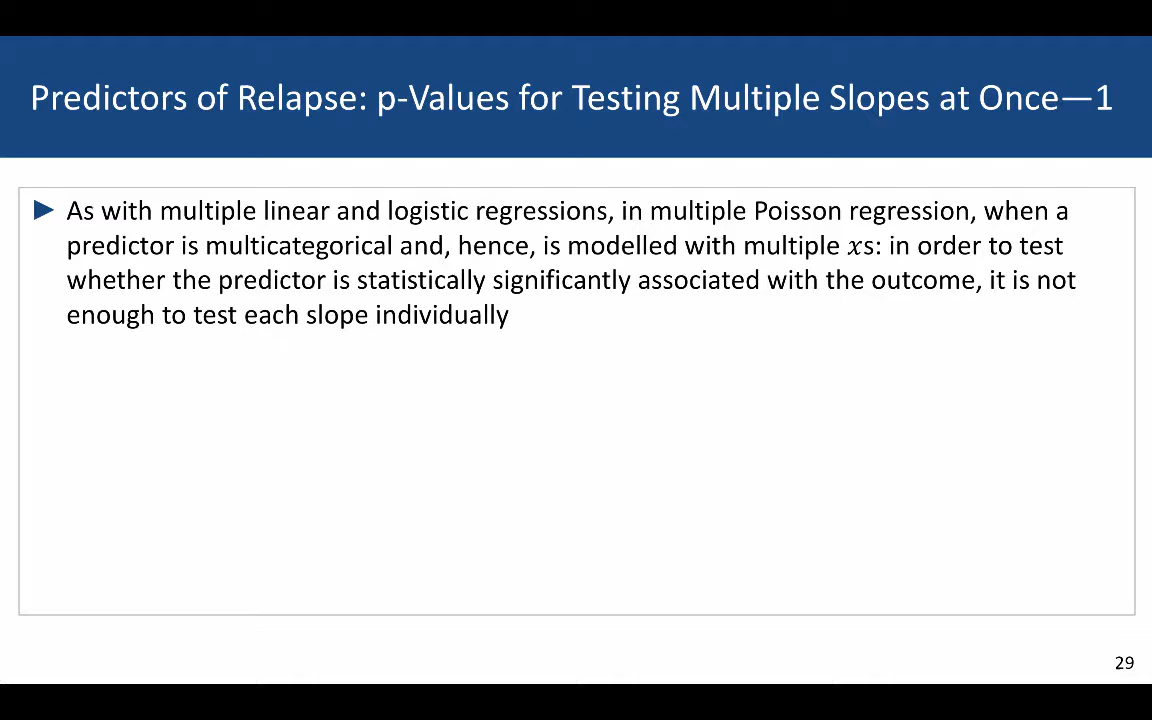 Predictors of Relapse: p-Values for Testing Multiple Slopes at Once—1
► As with multiple linear and logistic regressions, in multiple Poisson regression, when a
predictor is multicategorical and, hence, is modelled with multiple 𝑥s: in order to test
whether the predictor is statistically significantly associated with the outcome, it is not
enough to test each slope individually
29